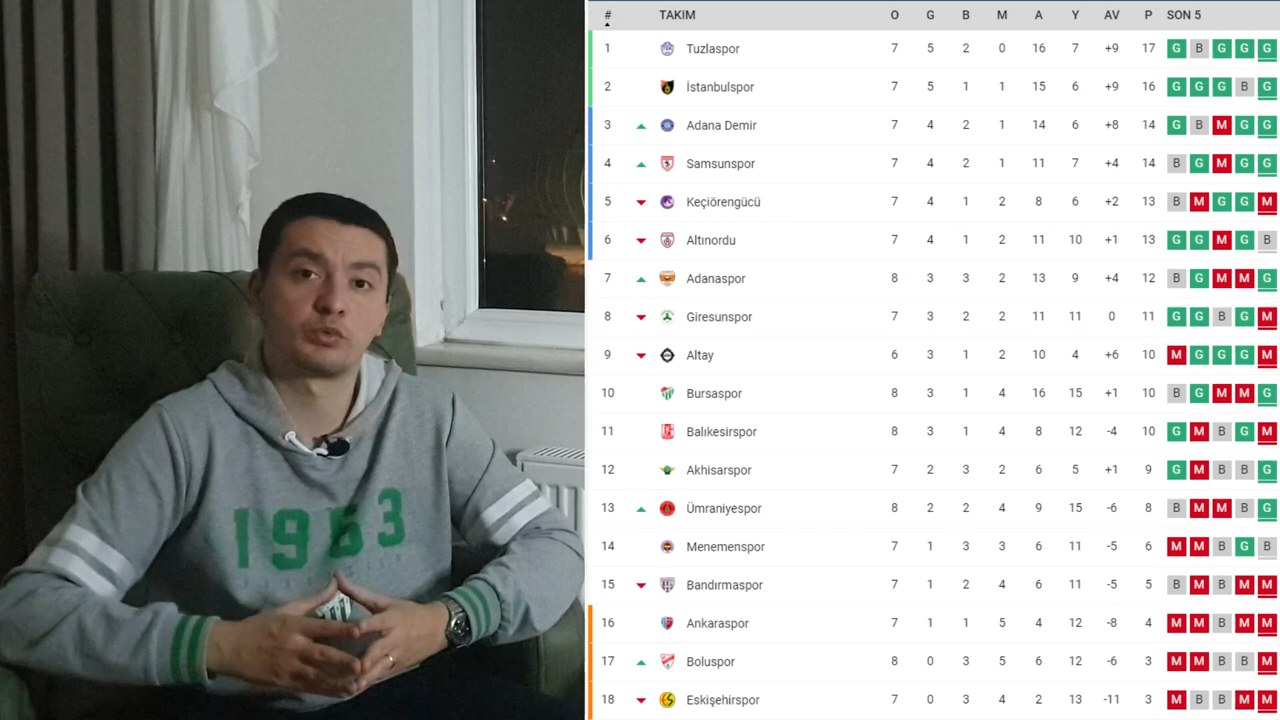 1963
# TAKIM O G B M A Y AV P SON 5
1 Tuzlaspor 7 5 2 0 16 7 +9 17 G B G G G
2 İstanbulspor 7 5 1 1 15 6 +9 16 G G G B G
3 Adana Demir 7 4 2 1 14 6 +8 14 G B M G G
4 Samsunspor 7 4 2 1 11 7 +4 14 B G M G G
5 Keçiörengücü 7 4 1 2 8 6 +2 13 B M G G M
6 Altınordu 7 4 1 2 11 10 +1 13 G G M G B
7 Adanaspor 8 3 3 2 13 9 +4 12 B G M M G
8 Giresunspor 7 3 2 2 11 11 0 11 G G B G M
9 Altay 6 3 1 2 10 4 +6 10 M G G G M
10 Bursaspor 8 3 1 4 16 15 +1 10 B G M M G
11 Balıkesirspor 8 3 1 4 8 12 -4 10 G M B G M
12 Akhisarspor 7 2 3 2 6 5 +1 9 G M B B G
13 Ümraniyespor 8 2 2 4 9 15 -6 8 B M M B G
14 Menemenspor 7 1 3 3 6 11 -5 6 M M B G B
15 Bandırmaspor 7 1 2 4 6 11 -5 5 B M B M M
16 Ankaraspor 7 1 1 5 4 12 -8 4 M M B M M
17 Boluspor 8 0 3 5 6 12 -6 3 M M B B M
18 Eskişehirspor 7 0 3 4 2 13 -11 3 M B B M M